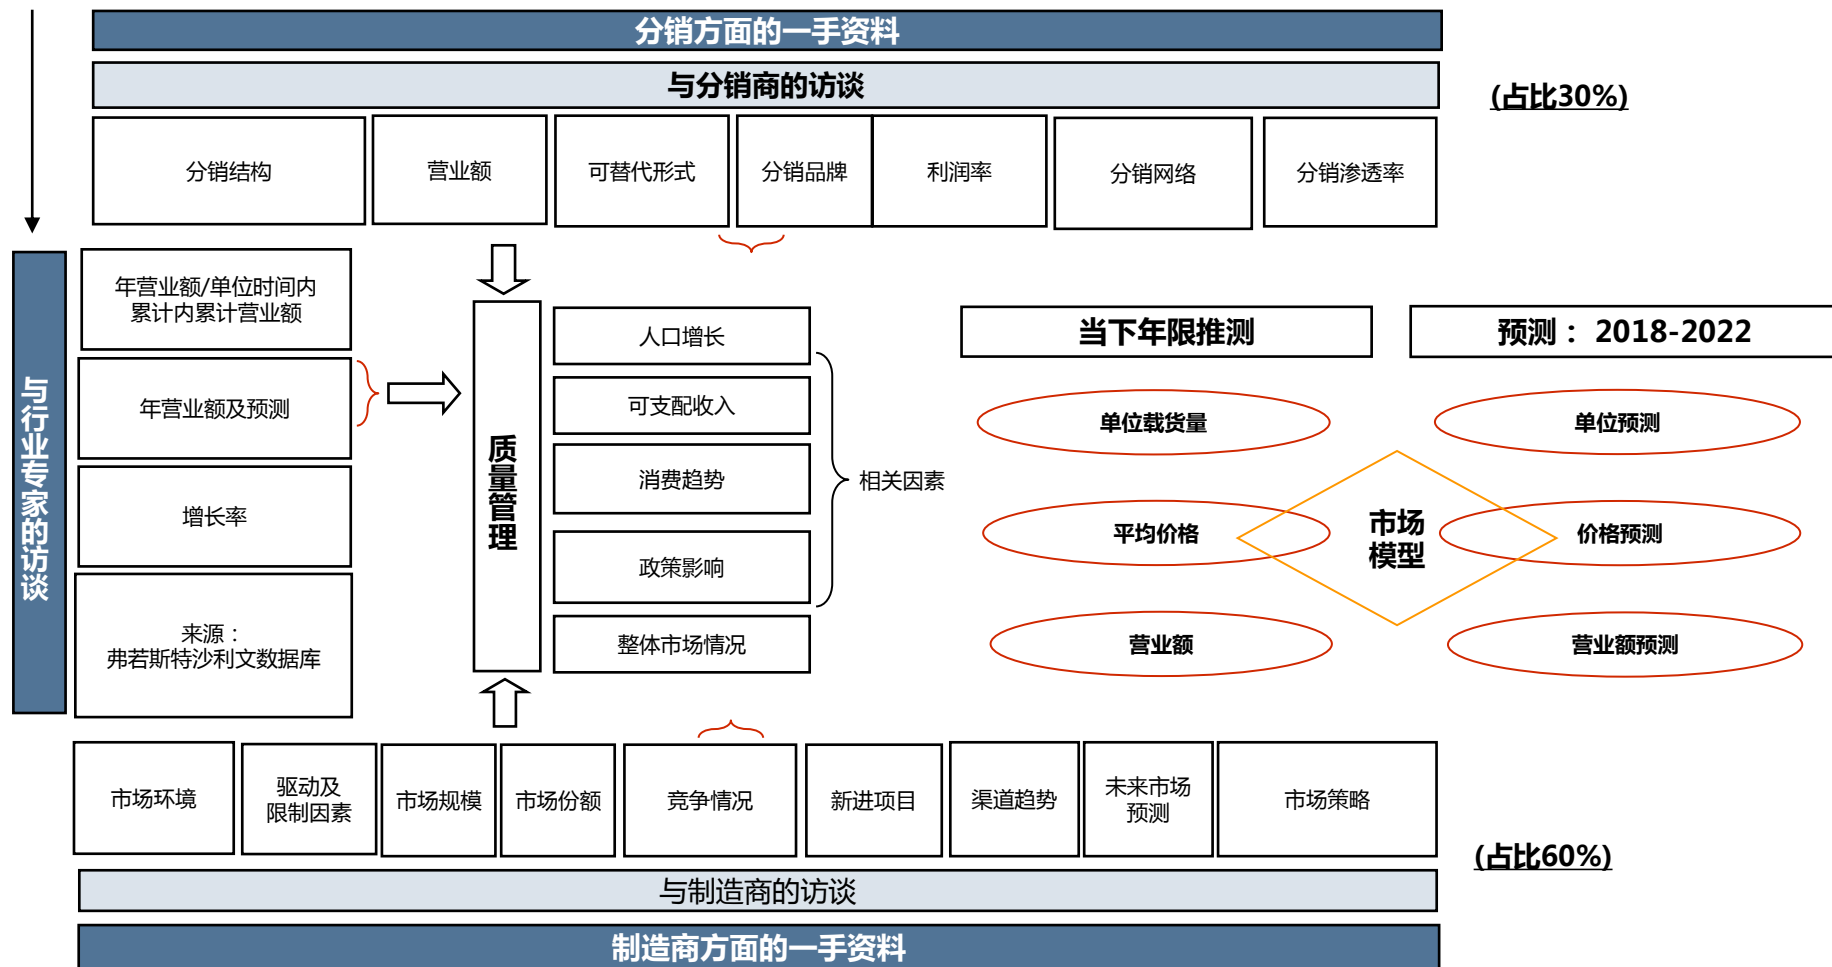 分销方面的一手资料
与分销商的访谈
(占比30%)
分销结构
营业额
可替代形式
分销品牌
利润率
分销网络
分销渗透率
与行业专家的访谈
年营业额/单位时间内
累计内累计营业额
年营业额及预测
增长率
来源：
弗若斯特沙利文数据库
质量管理
人口增长
可支配收入
消费趋势
政策影响
整体市场情况
相关因素
当下年限推测
预测： 2018-2022
单位载货量
单位预测
平均价格
市场
模型
价格预测
营业额
营业额预测
市场环境
驱动及
限制因素
市场规模
市场份额
竞争情况
新进项目
渠道趋势
未来市场
预测
市场策略
(占比60%)
与制造商的访谈
制造商方面的一手资料